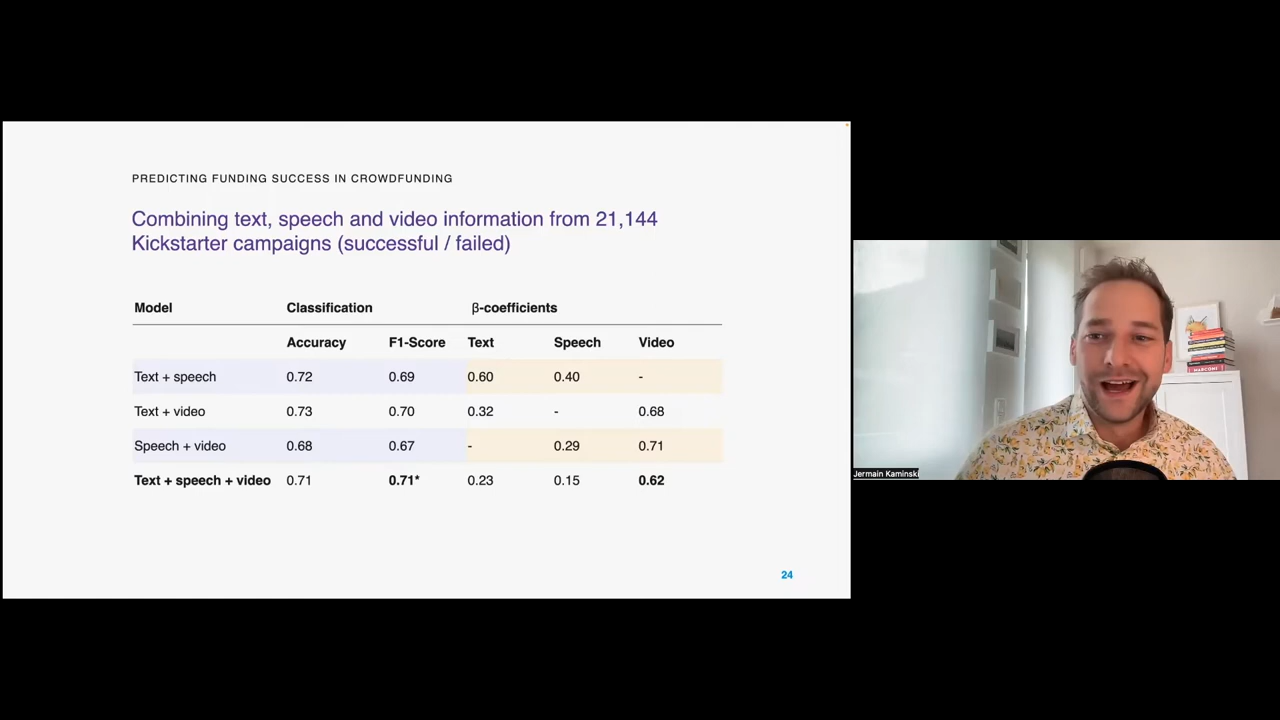 PREDICTING FUNDING SUCCESS IN CROWDFUNDING
Combining text, speech and video information from 21,144
Kickstarter campaigns (successful / failed)
Model Classification β-coefficients
Accuracy F1-Score Text Speech Video
Text + speech 0.72 0.69 0.60 0.40 -
Text + video 0.73 0.70 0.32 - 0.68
Speech + video 0.68 0.67 - 0.29 0.71
Text + speech + video 0.71 0.71* 0.23 0.15 0.62
24
MARCONI
Jermain Kaminski